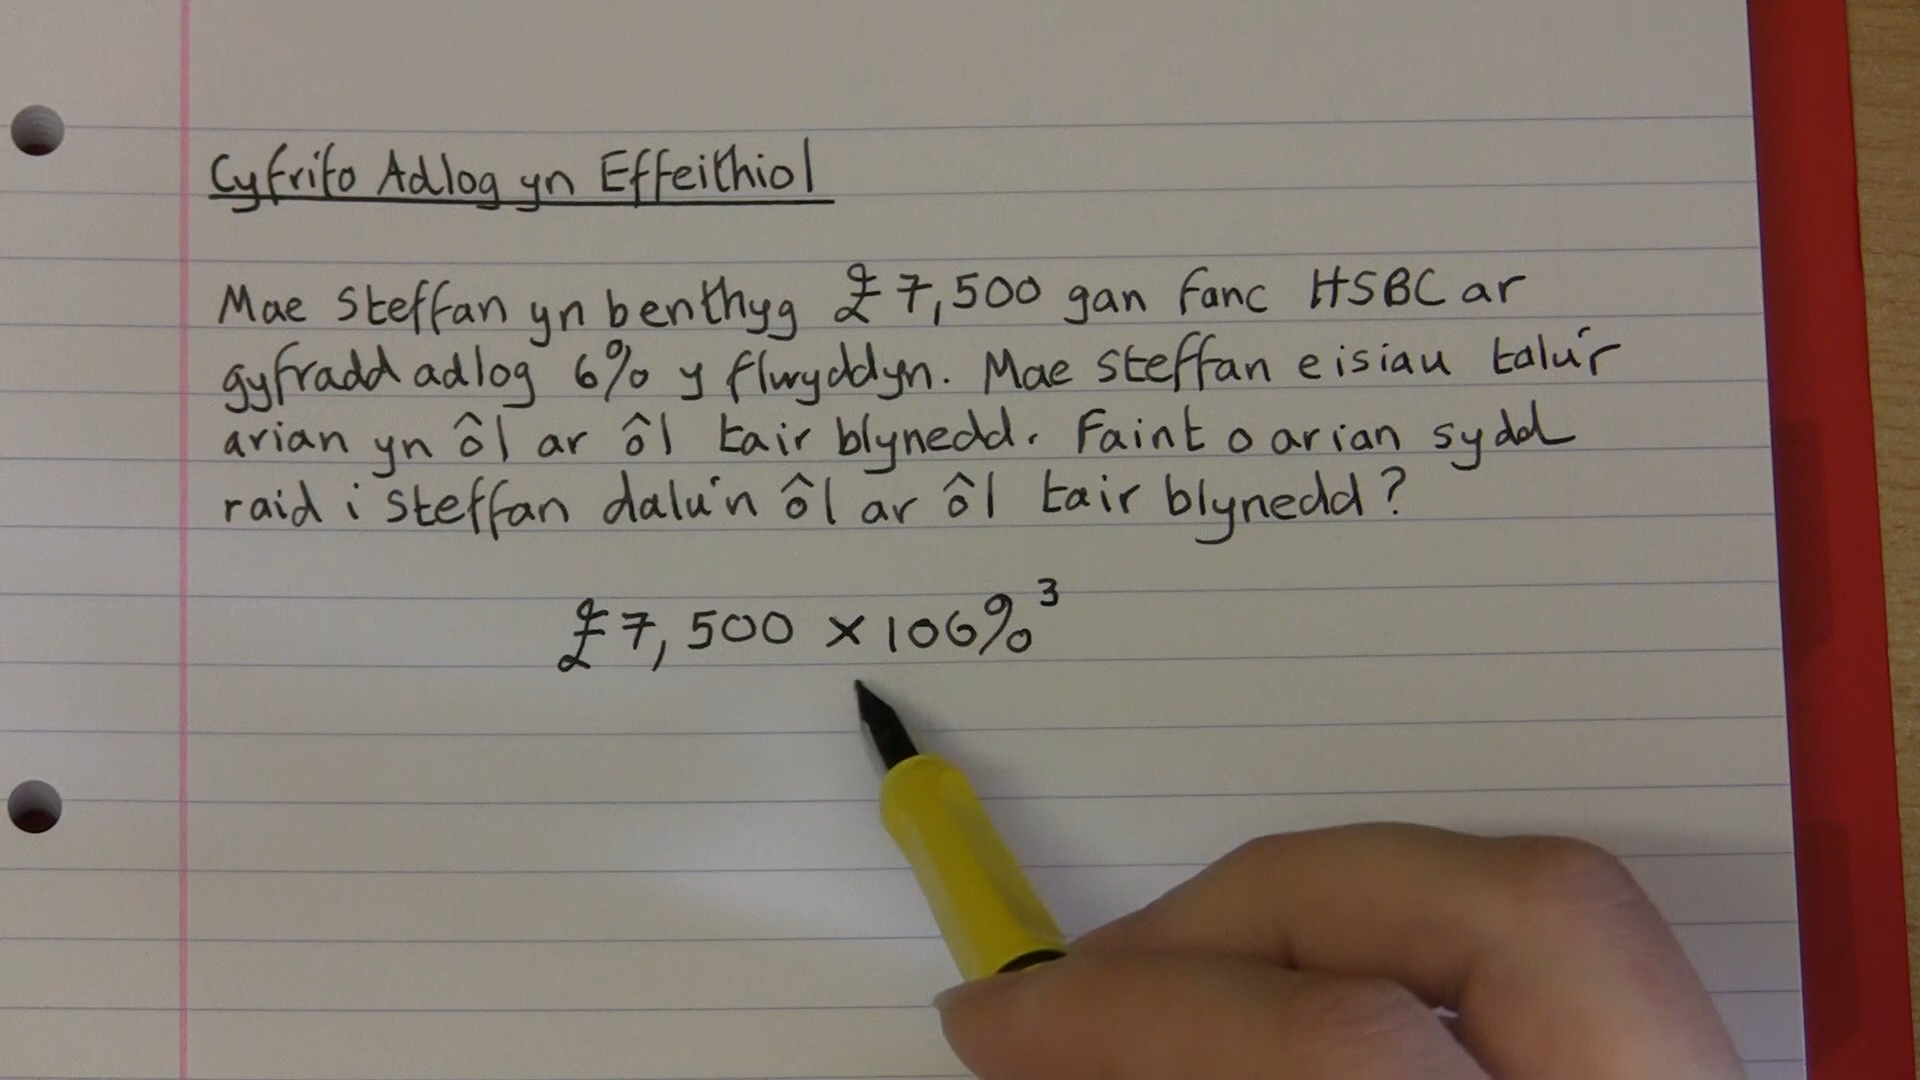 Cyfrifo Adlog yn Effeithiol
Mae Steffan yn benthyg £7,500 gan fanc HSBC ar
gyfradd adlog 6% y flwyddyn. Mae Steffan eisiau talu'r
arian yn ôl ar ôl tair blynedd. Faint o arian sydd
raid i Steffan dalu'n ôl ar ôl tair blynedd?
£7,500 × 106%³